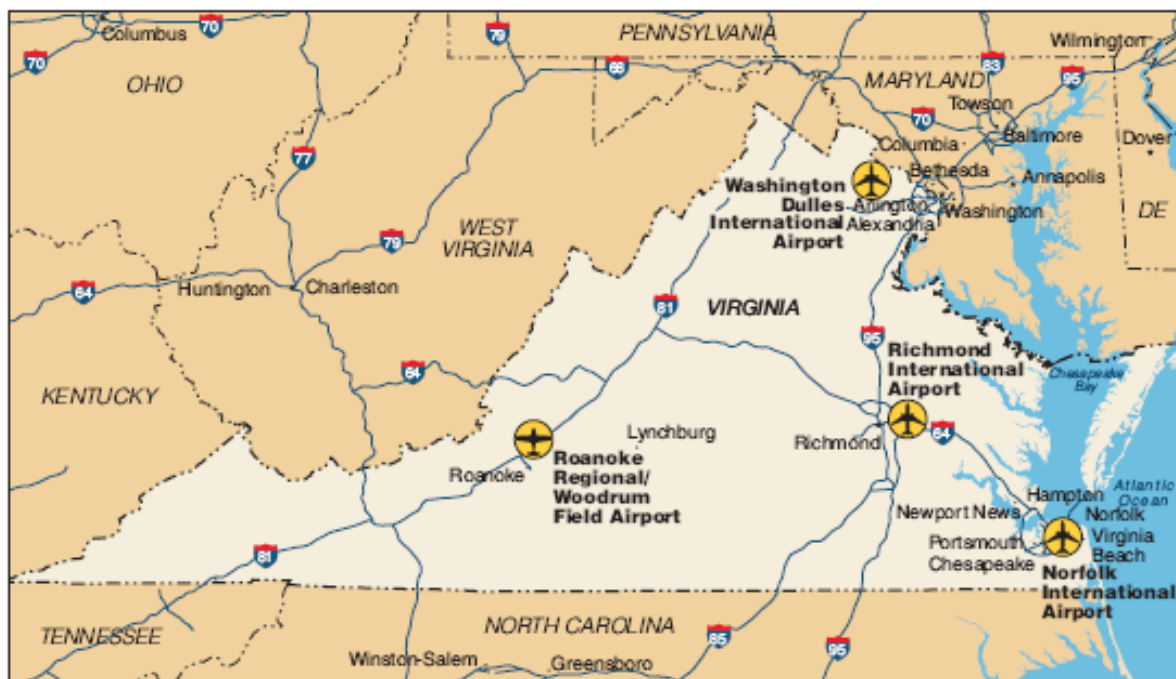 70
Columbus
70
79
PENNSYLVANIA
83
Wilmington
70
OHIO
68
MARYLAND
95
Towson
70
Baltimore
Dover
Columbia
77
Bethesda
Annapolis
Washington
Dulles
International
Airport
Arlington
Alexandria
Washington
DE
WEST
VIRGINIA
79
64
Huntington
Charleston
81
VIRGINIA
95
Richmond
International
Airport
Chesapeake
Bay
64
KENTUCKY
Lynchburg
Richmond
64
Roanoke
Roanoke
Regional/
Woodrum
Field Airport
Atlantic
Ocean
Hampton
Newport News
Norfolk
Virginia
Beach
Portsmouth
Chesapeake
81
Norfolk
International
Airport
TENNESSEE
NORTH CAROLINA
85
95
Winston-Salem
Greensboro